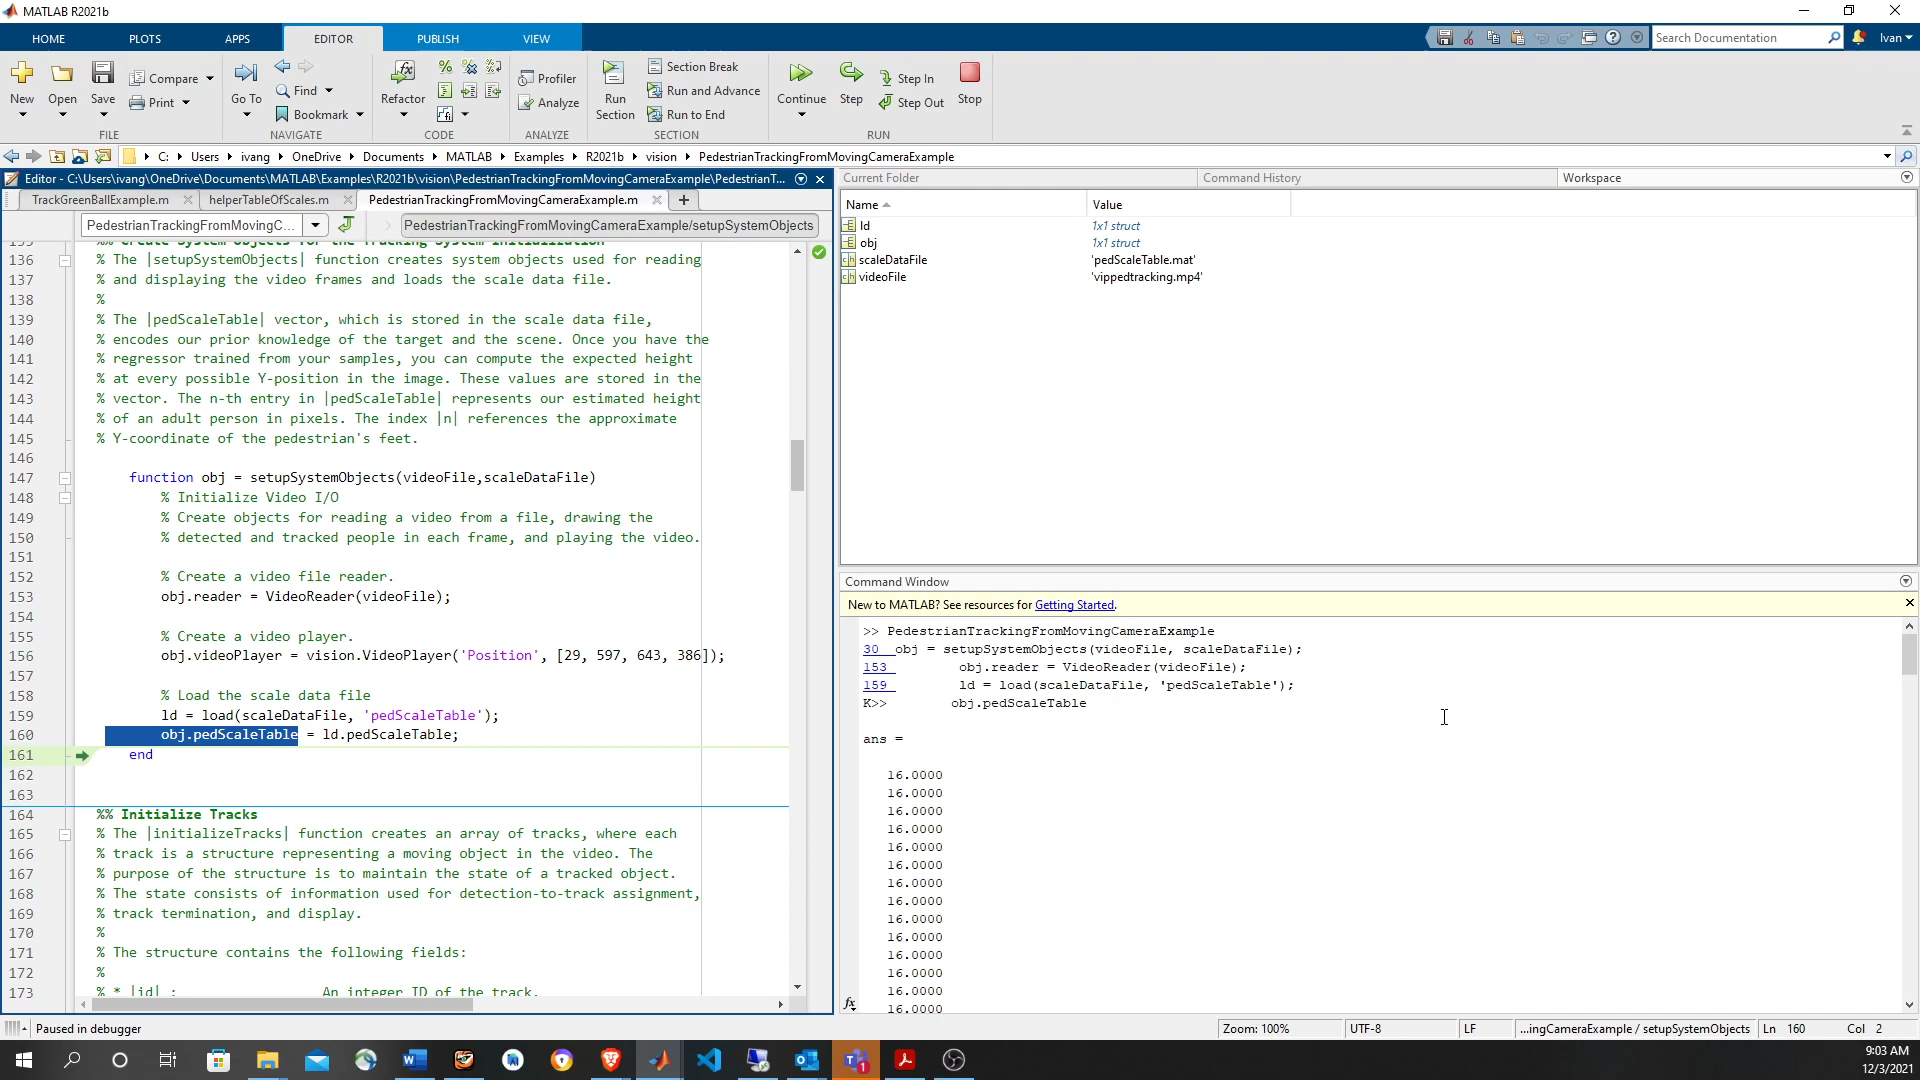 MATLAB R2021b
HOME PLOTS APPS EDITOR PUBLISH VIEW
Search Documentation Ivan
New Open Save Compare Print
Go To Find Bookmark
Refactor
Profiler Analyze
Run Section Section Break Run and Advance Run to End
Continue Step Step In Step Out Stop
FILE NAVIGATE CODE ANALYZE SECTION RUN
C: Users ivang OneDrive Documents MATLAB Examples R2021b vision PedestrianTrackingFromMovingCameraExample
Editor - C:\Users\ivang\OneDrive\Documents\MATLAB\Examples\R2021b\vision\PedestrianTrackingFromMovingCameraExample\PedestrianT...
TrackGreenBallExample.m helperTableOfScales.m PedestrianTrackingFromMovingCameraExample.m
PedestrianTrackingFromMovingC... PedestrianTrackingFromMovingCameraExample/setupSystemObjects
135 %% Create System Objects for the Tracking System Initialization
136 % The |setupSystemObjects| function creates system objects used for reading
137 % and displaying the video frames and loads the scale data file.
138 %
139 % The |pedScaleTable| vector, which is stored in the scale data file,
140 % encodes our prior knowledge of the target and the scene. Once you have the
141 % regressor trained from your samples, you can compute the expected height
142 % at every possible Y-position in the image. These values are stored in the
143 % vector. The n-th entry in |pedScaleTable| represents our estimated height
144 % of an adult person in pixels. The index |n| references the approximate
145 % Y-coordinate of the pedestrian's feet.
146
147 function obj = setupSystemObjects(videoFile,scaleDataFile)
148 % Initialize Video I/O
149 % Create objects for reading a video from a file, drawing the
150 % detected and tracked people in each frame, and playing the video.
151
152 % Create a video file reader.
153 obj.reader = VideoReader(videoFile);
154
155 % Create a video player.
156 obj.videoPlayer = vision.VideoPlayer('Position', [29, 597, 643, 386]);
157
158 % Load the scale data file
159 ld = load(scaleDataFile, 'pedScaleTable');
160 obj.pedScaleTable = ld.pedScaleTable;
161 end
162
163
164 %% Initialize Tracks
165 % The |initializeTracks| function creates an array of tracks, where each
166 % track is a structure representing a moving object in the video. The
167 % purpose of the structure is to maintain the state of a tracked object.
168 % The state consists of information used for detection-to-track assignment,
169 % track termination, and display.
170 %
171 % The structure contains the following fields:
172 %
173 % * |id| : An integer ID of the track.
Current Folder Command History Workspace
Name Value
ld 1x1 struct
obj 1x1 struct
scaleDataFile 'pedScaleTable.mat'
videoFile 'vippedtracking.mp4'
Command Window
New to MATLAB? See resources for Getting Started.
>> PedestrianTrackingFromMovingCameraExample
30 obj = setupSystemObjects(videoFile, scaleDataFile);
153 obj.reader = VideoReader(videoFile);
159 ld = load(scaleDataFile, 'pedScaleTable');
K>> obj.pedScaleTable
ans =
16.0000
16.0000
16.0000
16.0000
16.0000
16.0000
16.0000
16.0000
16.0000
16.0000
16.0000
16.0000
16.0000
16.0000
fx
Paused in debugger
Zoom: 100% UTF-8 LF ...ingCameraExample / setupSystemObjects Ln 160 Col 2
9:03 AM
12/3/2021